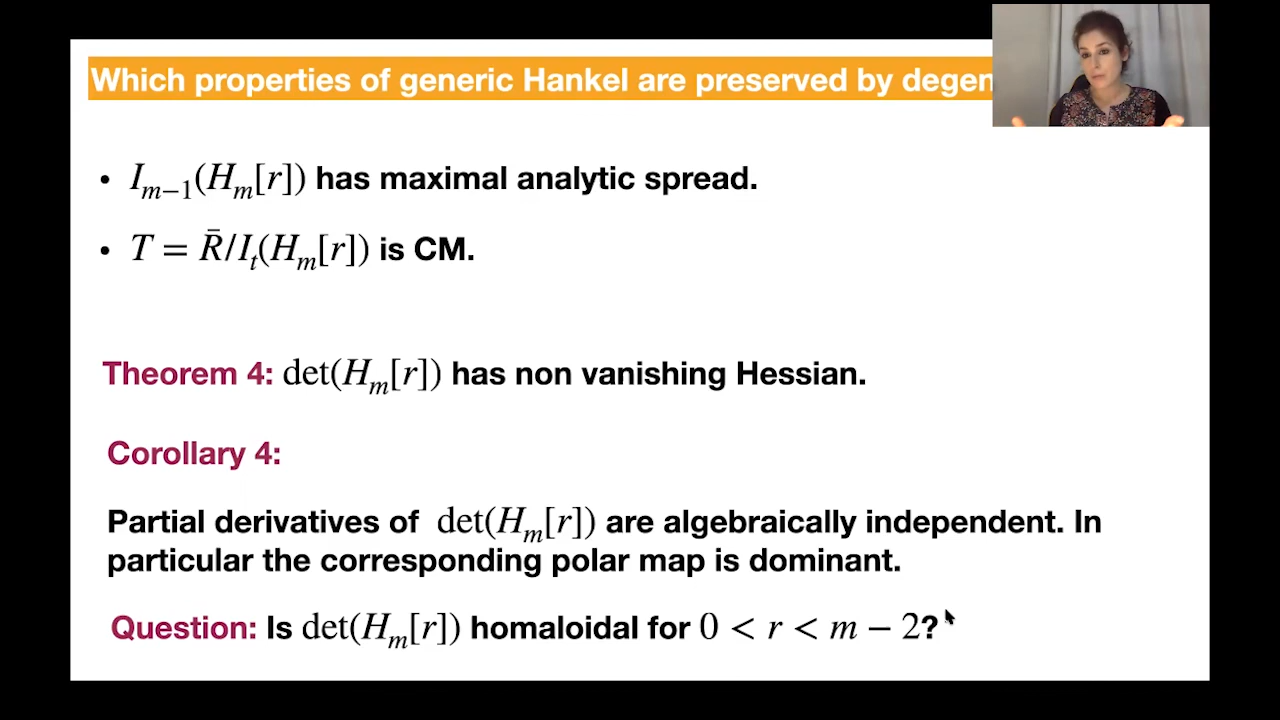 Which properties of generic Hankel are preserved by degen
• I_{m−1}(H_m[r]) has maximal analytic spread.
• T = R̄/I_t(H_m[r]) is CM.
Theorem 4: det(H_m[r]) has non vanishing Hessian.
Corollary 4:
Partial derivatives of det(H_m[r]) are algebraically independent. In
particular the corresponding polar map is dominant.
Question: Is det(H_m[r]) homaloidal for 0 < r < m − 2?